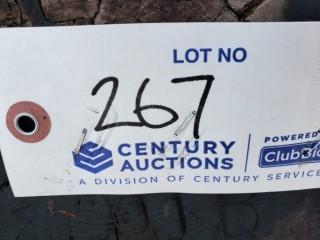 LOT NO
267
CENTURY
AUCTIONS
A DIVISION OF CENTURY SERVICE
POWERED